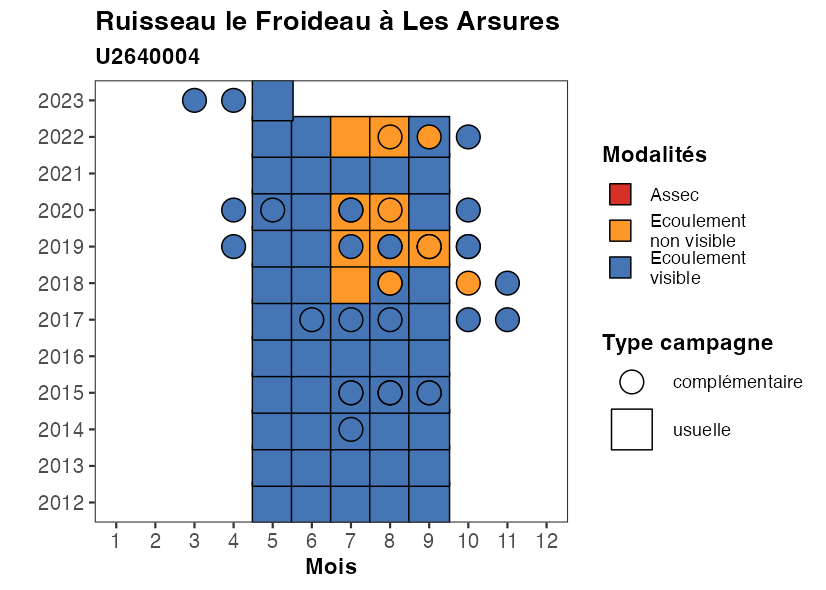 Ruisseau le Froideau à Les Arsures
U2640004
2023
2022
2021
2020
2019
2018
2017
2016
2015
2014
2013
2012
1 2 3 4 5 6 7 8 9 10 11 12
Mois
Modalités
Assec
Ecoulement
non visible
Ecoulement
visible
Type campagne
complémentaire
usuelle